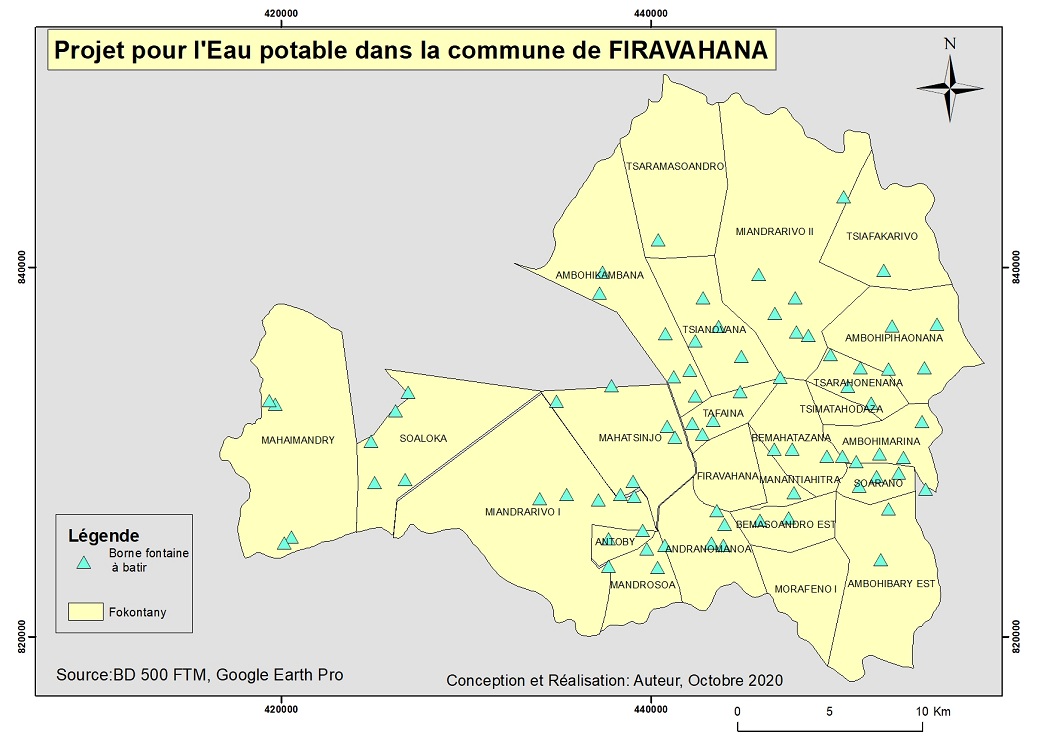 420000
440000
Projet pour l'Eau potable dans la commune de FIRAVAHANA
N
TSARAMASOANDRO
MIANDRARIVO II
TSIAFAKARIVO
840000
840000
AMBOHIKAMBANA
TSIANOVANA
AMBOHIPIHAONANA
TSARAHONENANA
TSIMATAHODAZA
TAFAINA
MAHAIMANDRY
SOALOKA
MAHATSINJO
BEMAHATAZANA
AMBOHIMARINA
FIRAVAHANA
MANANTIAHITRA
SOARANO
MIANDRARIVO I
BEMASOANDRO EST
ANTOBY
ANDRANOMANOA
MANDROSOA
MORAFENO I
AMBOHIBARY EST
Légende
Borne fontaine
à batir
Fokontany
820000
820000
Source:BD 500 FTM, Google Earth Pro
Conception et Réalisation: Auteur, Octobre 2020
420000
440000
0 5 10 Km